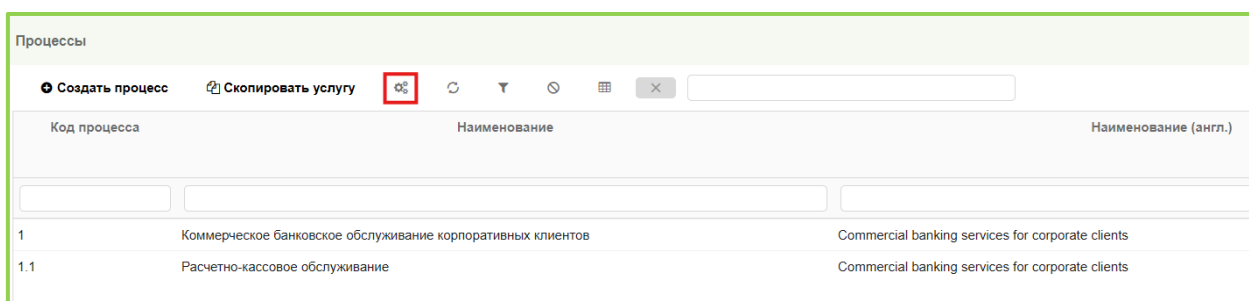 Процессы
Создать процесс Скопировать услугу
Код процесса Наименование Наименование (англ.)
1 Коммерческое банковское обслуживание корпоративных клиентов Commercial banking services for corporate clients
1.1 Расчетно-кассовое обслуживание Commercial banking services for corporate clients